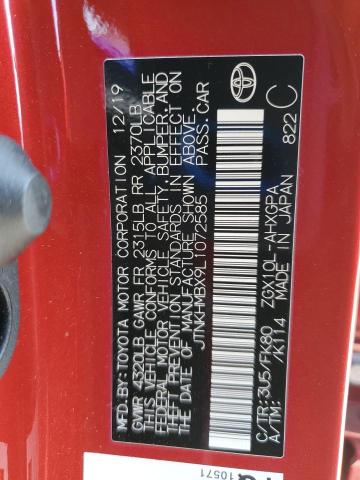 MFD.BY:TOYOTA MOTOR CORPORATION 12/19
GVWR 4320LB GAWR FR 2315LB RR 2370LB
THIS VEHICLE CONFORMS TO ALL APPLICABLE
FEDERAL MOTOR VEHICLE SAFETY, BUMPER, AND
THEFT PREVENTION STANDARDS IN EFFECT ON
THE DATE OF MANUFACTURE SHOWN ABOVE.
JTNKHMBX9L1072585 PASS.CAR
C/TR:3U5/FK80 ZGX10L-AHXGPA
A/TM: /K114 MADE IN JAPAN 822 C
10571